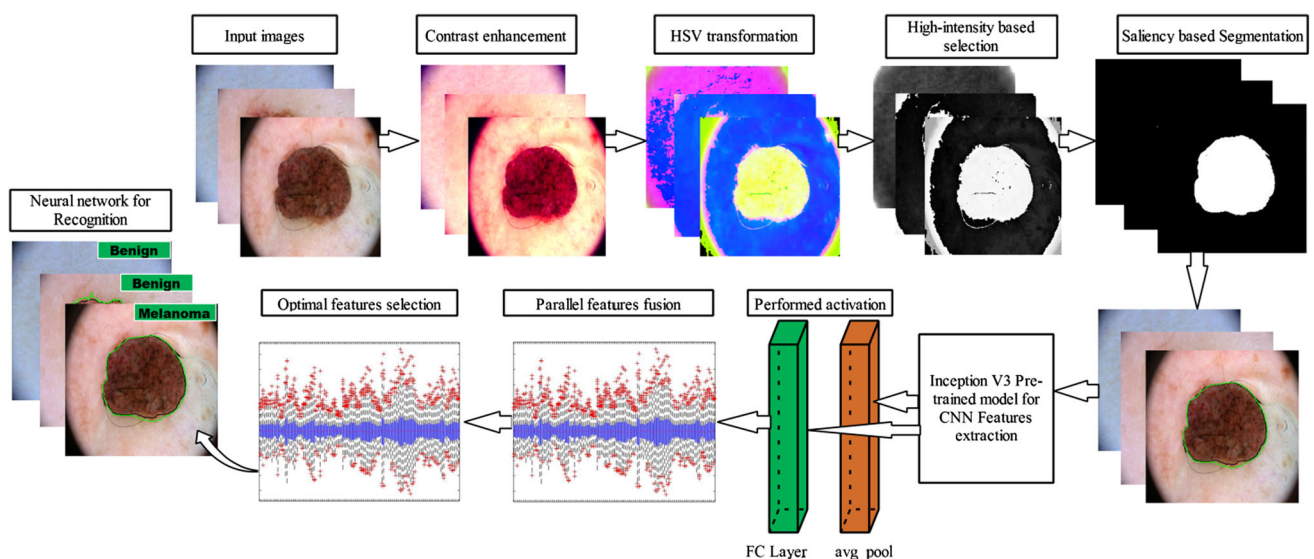 Input images
Contrast enhancement
HSV transformation
High-intensity based
selection
Saliency based Segmentation
Neural network for
Recognition
Benign
Benign
Melanoma
Optimal features selection
Parallel features fusion
Performed activation
Inception V3 Pre-
trained model for
CNN Features
extraction
FC Layer
avg_pool